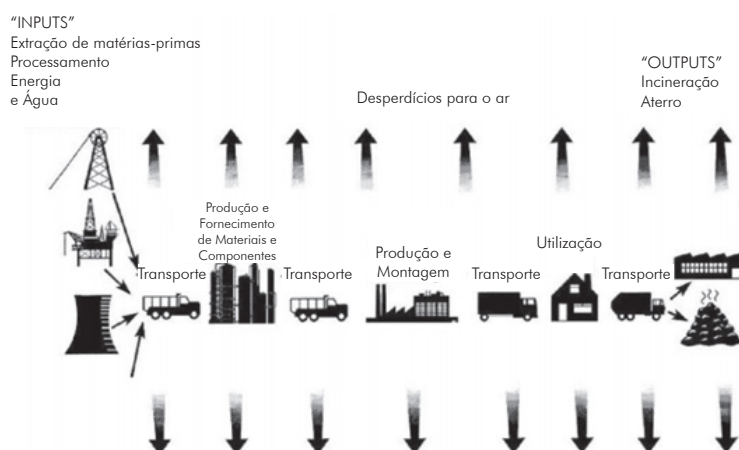 “INPUTS”
Extração de matérias-primas
Processamento
Energia
e Água
Desperdícios para o ar
“OUTPUTS”
Incineração
Aterro
Transporte
Produção e
Fornecimento
de Materiais e
Componentes
Transporte
Produção e
Montagem
Transporte
Utilização
Transporte